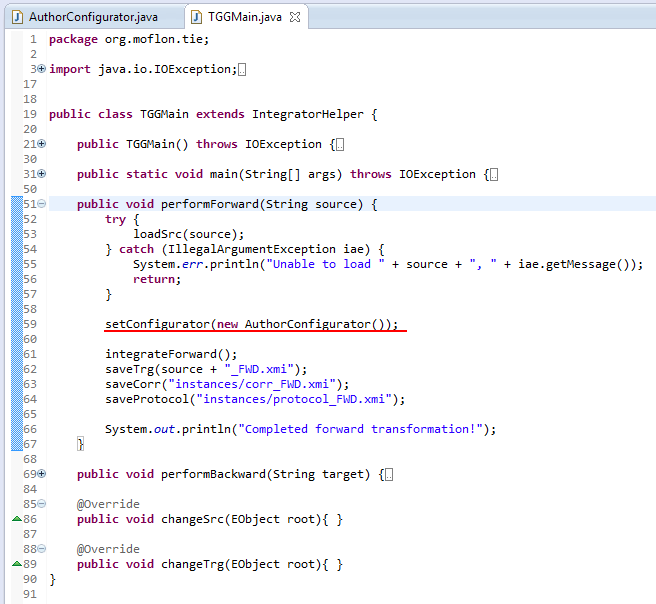 AuthorConfigurator.java TGGMain.java
1 package org.moflon.tie;
2
3 import java.io.IOException;
17
18
19 public class TGGMain extends IntegratorHelper {
20
21 public TGGMain() throws IOException {
30
31 public static void main(String[] args) throws IOException {
50
51 public void performForward(String source) {
52 try {
53 loadSrc(source);
54 } catch (IllegalArgumentException iae) {
55 System.err.println("Unable to load " + source + ", " + iae.getMessage());
56 return;
57 }
58
59 setConfigurator(new AuthorConfigurator());
60
61 integrateForward();
62 saveTrg(source + "_FWD.xmi");
63 saveCorr("instances/corr_FWD.xmi");
64 saveProtocol("instances/protocol_FWD.xmi");
65
66 System.out.println("Completed forward transformation!");
67 }
68
69 public void performBackward(String target) {
84
85 @Override
86 public void changeSrc(EObject root){ }
87
88 @Override
89 public void changeTrg(EObject root){ }
90 }
91